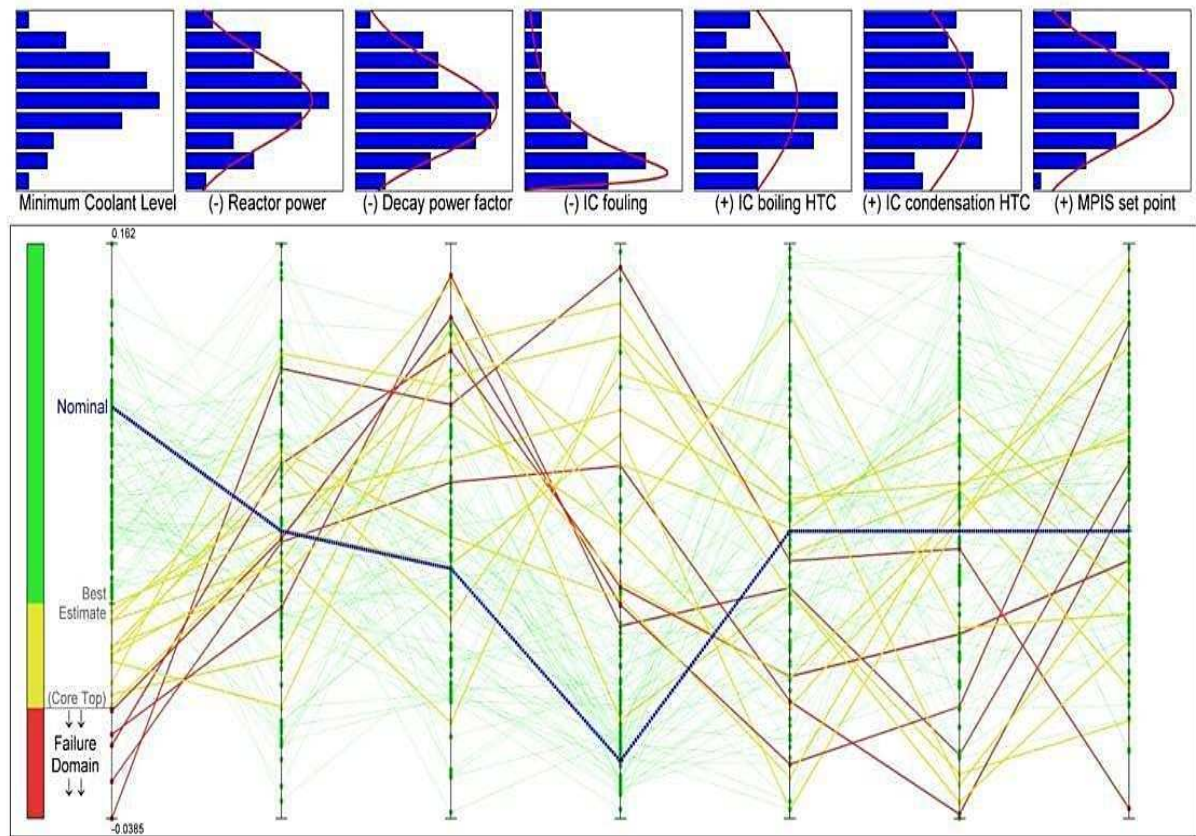 Minimum Coolant Level
(-) Reactor power
(-) Decay power factor
(-) IC fouling
(+) IC boiling HTC
(+) IC condensation HTC
(+) MPIS set point
0.162
Nominal
Best
Estimate
(Core Top)
↓↓
Failure
Domain
↓↓
-0.0385